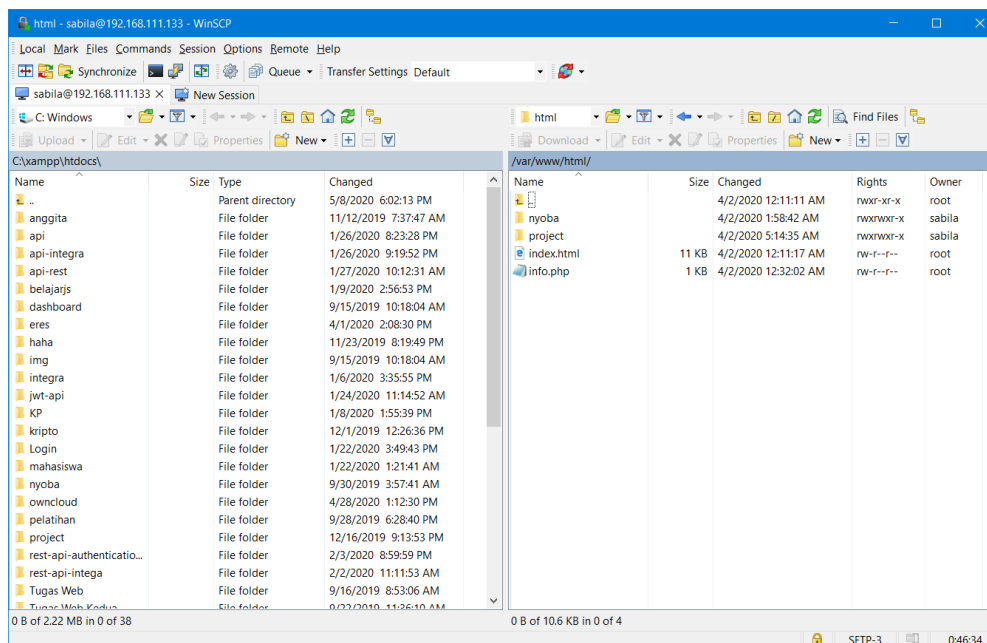 html - sabila@192.168.111.133 - WinSCP
Local Mark Files Commands Session Options Remote Help
Synchronize Queue Transfer Settings Default
sabila@192.168.111.133 × New Session
C: Windows
Upload Edit Properties New
C:\xampp\htdocs\
Name Size Type Changed
.. Parent directory 5/8/2020 6:02:13 PM
anggita File folder 11/12/2019 7:37:47 AM
api File folder 1/26/2020 8:23:28 PM
api-integra File folder 1/26/2020 9:19:52 PM
api-rest File folder 1/27/2020 10:12:31 AM
belajarjs File folder 1/9/2020 2:56:53 PM
dashboard File folder 9/15/2019 10:18:04 AM
eres File folder 4/1/2020 2:08:30 PM
haha File folder 11/23/2019 8:19:49 PM
img File folder 9/15/2019 10:18:04 AM
integra File folder 1/6/2020 3:35:55 PM
jwt-api File folder 1/24/2020 11:14:52 AM
KP File folder 1/8/2020 1:55:39 PM
kripto File folder 12/1/2019 12:26:36 PM
Login File folder 1/22/2020 3:49:43 PM
mahasiswa File folder 1/22/2020 1:21:41 AM
nyoba File folder 9/30/2019 3:57:41 AM
owncloud File folder 4/28/2020 1:12:30 PM
pelatihan File folder 9/28/2019 6:28:40 PM
project File folder 12/16/2019 9:13:53 PM
rest-api-authenticatio... File folder 2/3/2020 8:59:59 PM
rest-api-intega File folder 2/2/2020 11:11:53 AM
Tugas Web File folder 9/16/2019 8:53:06 AM
Tugas Web Kedua File folder 9/22/2019 11:36:10 AM
0 B of 2.22 MB in 0 of 38
html Find Files
Download Edit Properties New
/var/www/html/
Name Size Changed Rights Owner
.. 4/2/2020 12:11:11 AM rwxr-xr-x root
nyoba 4/2/2020 1:58:42 AM rwxrwxr-x sabila
project 4/2/2020 5:14:35 AM rwxrwxr-x sabila
index.html 11 KB 4/2/2020 12:11:17 AM rw-r--r-- root
info.php 1 KB 4/2/2020 12:32:02 AM rw-r--r-- root
0 B of 10.6 KB in 0 of 4
SFTP-3 0:46:34